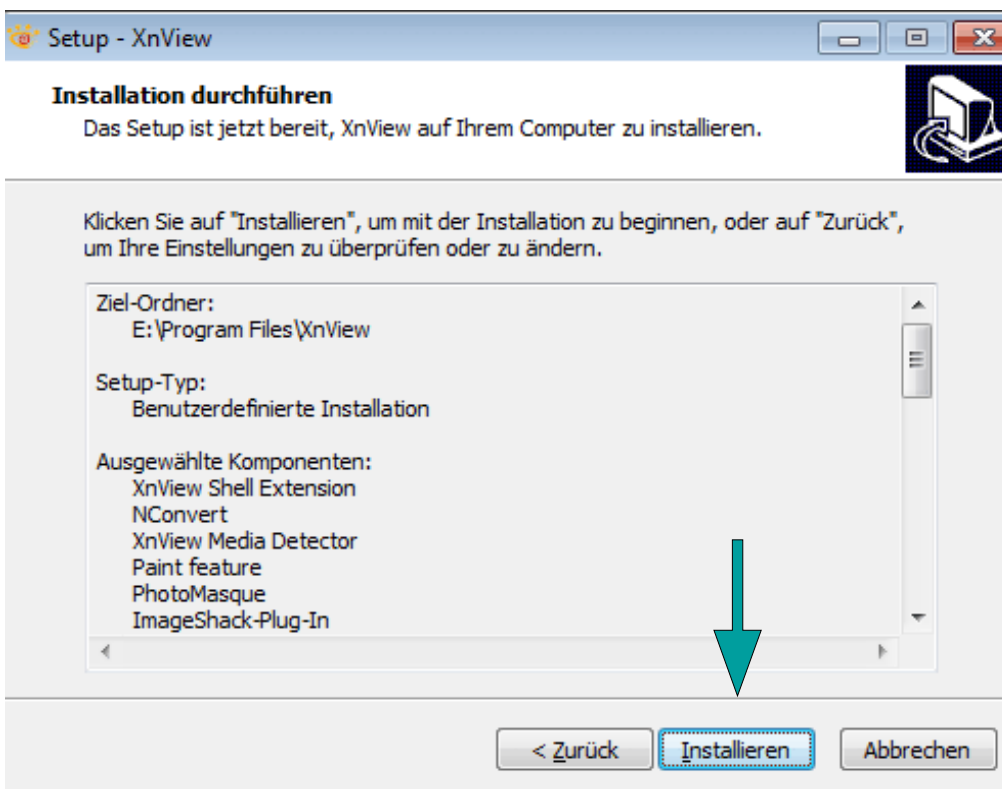 Setup - XnView
Installation durchführen
Das Setup ist jetzt bereit, XnView auf Ihrem Computer zu installieren.
Klicken Sie auf "Installieren", um mit der Installation zu beginnen, oder auf "Zurück",
um Ihre Einstellungen zu überprüfen oder zu ändern.
Ziel-Ordner:
E:\Program Files\XnView
Setup-Typ:
Benutzerdefinierte Installation
Ausgewählte Komponenten:
XnView Shell Extension
NConvert
XnView Media Detector
Paint feature
PhotoMasque
ImageShack-Plug-In
< Zurück
Installieren
Abbrechen